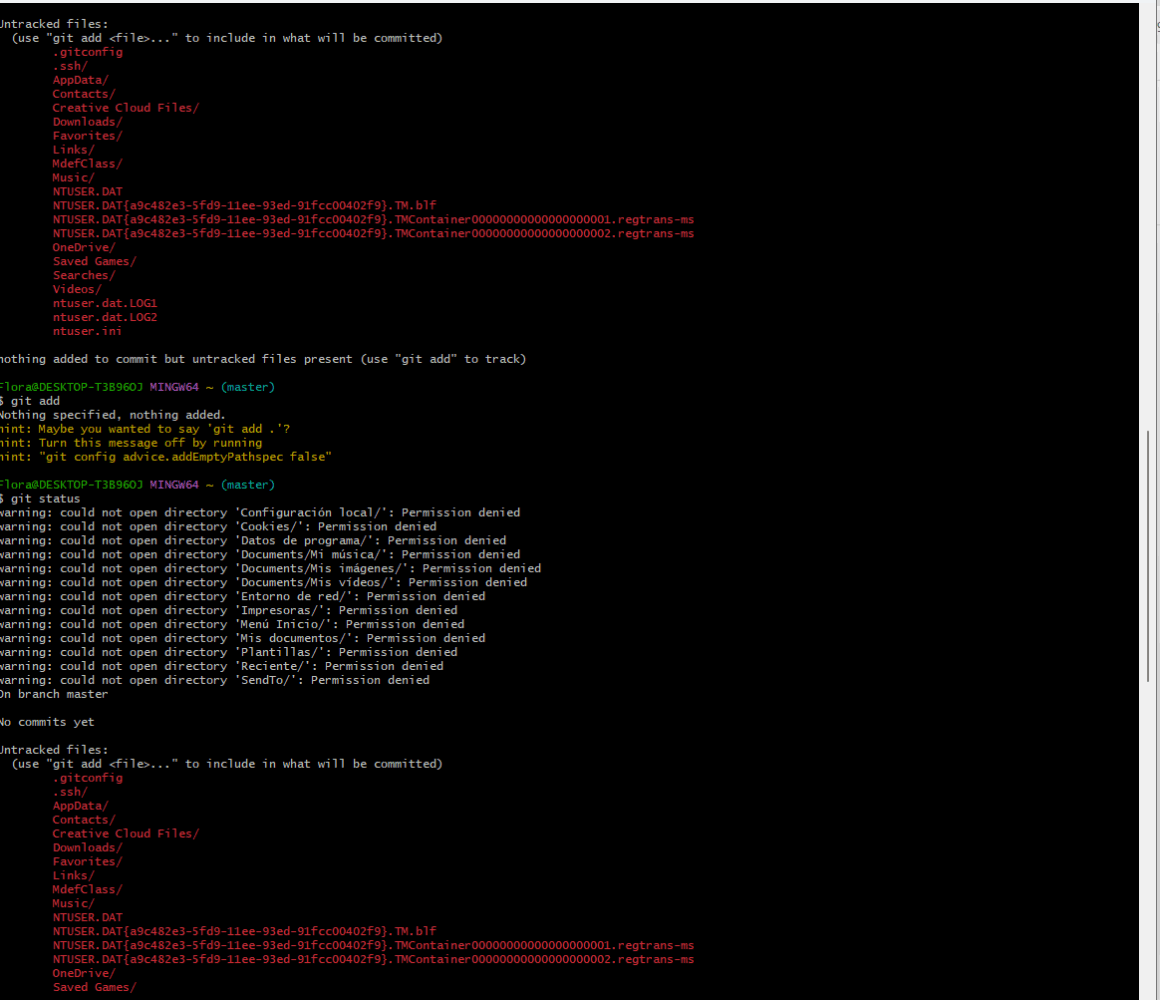 Untracked files:
  (use "git add <file>..." to include in what will be committed)
        .gitconfig
        .ssh/
        AppData/
        Contacts/
        Creative Cloud Files/
        Downloads/
        Favorites/
        Links/
        MdefClass/
        Music/
        NTUSER.DAT
        NTUSER.DAT{a9c482e3-5fd9-11ee-93ed-91fcc00402f9}.TM.blf
        NTUSER.DAT{a9c482e3-5fd9-11ee-93ed-91fcc00402f9}.TMContainer00000000000000000001.regtrans-ms
        NTUSER.DAT{a9c482e3-5fd9-11ee-93ed-91fcc00402f9}.TMContainer00000000000000000002.regtrans-ms
        OneDrive/
        Saved Games/
        Searches/
        Videos/
        ntuser.dat.LOG1
        ntuser.dat.LOG2
        ntuser.ini

nothing added to commit but untracked files present (use "git add" to track)

Flora@DESKTOP-T3B96OJ MINGW64 ~ (master)
$ git add
Nothing specified, nothing added.
hint: Maybe you wanted to say 'git add .'?
hint: Turn this message off by running
hint: "git config advice.addEmptyPathspec false"

Flora@DESKTOP-T3B96OJ MINGW64 ~ (master)
$ git status
warning: could not open directory 'Configuración local/': Permission denied
warning: could not open directory 'Cookies/': Permission denied
warning: could not open directory 'Datos de programa/': Permission denied
warning: could not open directory 'Documents/Mi música/': Permission denied
warning: could not open directory 'Documents/Mis imágenes/': Permission denied
warning: could not open directory 'Documents/Mis vídeos/': Permission denied
warning: could not open directory 'Entorno de red/': Permission denied
warning: could not open directory 'Impresoras/': Permission denied
warning: could not open directory 'Menú Inicio/': Permission denied
warning: could not open directory 'Mis documentos/': Permission denied
warning: could not open directory 'Plantillas/': Permission denied
warning: could not open directory 'Reciente/': Permission denied
warning: could not open directory 'SendTo/': Permission denied
On branch master

No commits yet

Untracked files:
  (use "git add <file>..." to include in what will be committed)
        .gitconfig
        .ssh/
        AppData/
        Contacts/
        Creative Cloud Files/
        Downloads/
        Favorites/
        Links/
        MdefClass/
        Music/
        NTUSER.DAT
        NTUSER.DAT{a9c482e3-5fd9-11ee-93ed-91fcc00402f9}.TM.blf
        NTUSER.DAT{a9c482e3-5fd9-11ee-93ed-91fcc00402f9}.TMContainer00000000000000000001.regtrans-ms
        NTUSER.DAT{a9c482e3-5fd9-11ee-93ed-91fcc00402f9}.TMContainer00000000000000000002.regtrans-ms
        OneDrive/
        Saved Games/